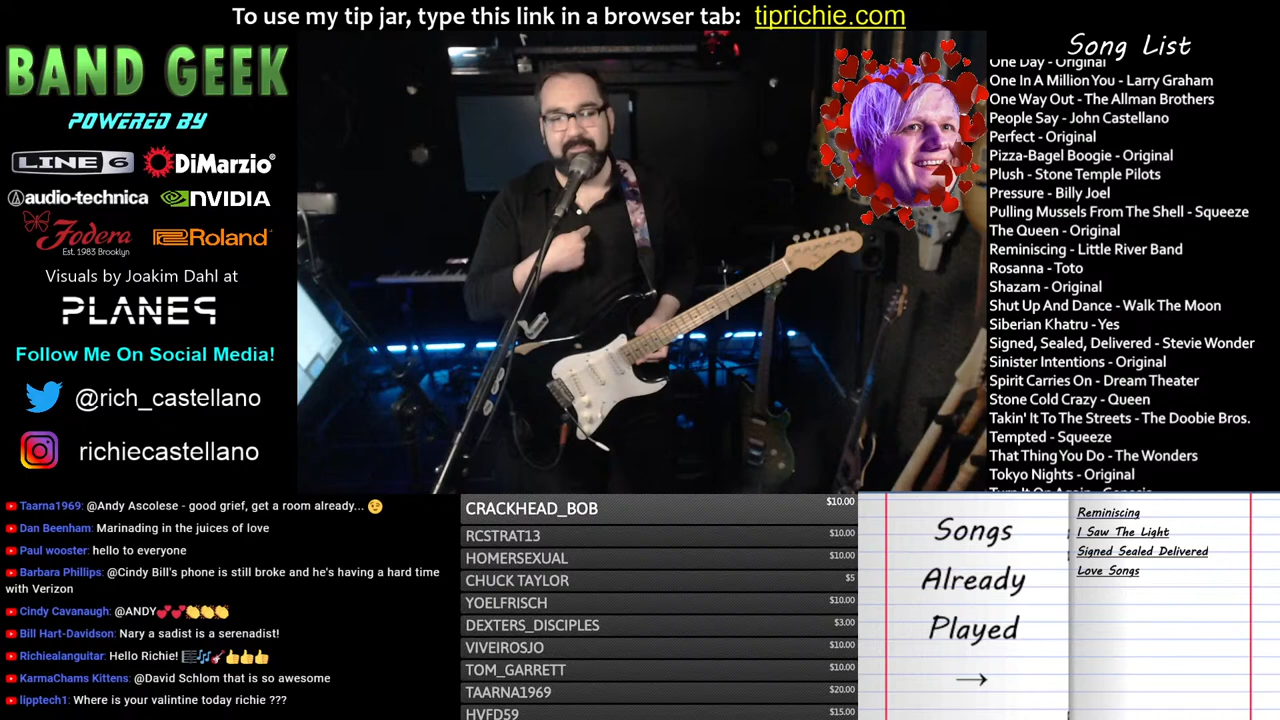 To use my tip jar, type this link in a browser tab: tiprichie.com
BAND GEEK
POWERED BY
LINE 6
DiMarzio
audio-technica
NVIDIA
Fodera
Est. 1983 Brooklyn
Roland
Visuals by Joakim Dahl at
PLANE9
Follow Me On Social Media!
@rich_castellano
richiecastellano
Song List
One Day - Original
One In A Million You - Larry Graham
One Way Out - The Allman Brothers
People Say - John Castellano
Perfect - Original
Pizza-Bagel Boogie - Original
Plush - Stone Temple Pilots
Pressure - Billy Joel
Pulling Mussels From The Shell - Squeeze
The Queen - Original
Reminiscing - Little River Band
Rosanna - Toto
Shazam - Original
Shut Up And Dance - Walk The Moon
Siberian Khatru - Yes
Signed, Sealed, Delivered - Stevie Wonder
Sinister Intentions - Original
Spirit Carries On - Dream Theater
Stone Cold Crazy - Queen
Takin' It To The Streets - The Doobie Bros.
Tempted - Squeeze
That Thing You Do - The Wonders
Tokyo Nights - Original
Turn It On Again - Genesis
Taarna1969: @Andy Ascolese - good grief, get a room already... 😉
Dan Beenham: Marinading in the juices of love
Paul wooster: hello to everyone
Barbara Phillips: @Cindy Bill's phone is still broke and he's having a hard time
with Verizon
Cindy Cavanaugh: @ANDY💕💕👏👏👏
Bill Hart-Davidson: Nary a sadist is a serenadist!
Richiealanguitar: Hello Richie! 🎼🎶🎸👍👍👍
KarmaChams Kittens: @David Schlom that is so awesome
lipptech1: Where is your valintine today richie ???
CRACKHEAD_BOB $10.00
RCSTRAT13 $10.00
HOMERSEXUAL $10.00
CHUCK TAYLOR $5
YOELFRISCH $10.00
DEXTERS_DISCIPLES $3.00
VIVEIROSJO $10.00
TOM_GARRETT $10.00
TAARNA1969 $20.00
HVFD59 $15.00
Songs
Already
Played
→
Reminiscing
I Saw The Light
Signed Sealed Delivered
Love Songs